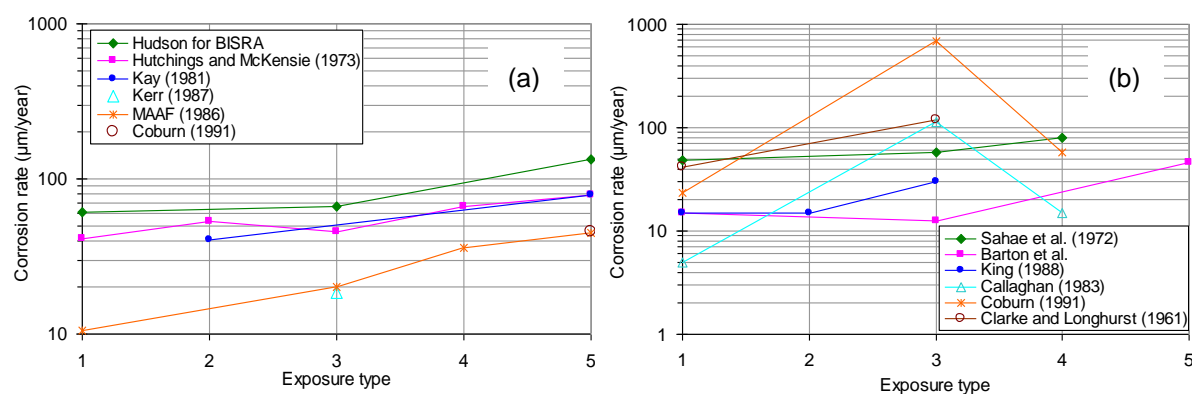 1000
100
10
Corrosion rate (µm/year)
Hudson for BISRA
Hutchings and McKensie (1973)
Kay (1981)
Kerr (1987)
MAAF (1986)
Coburn (1991)
(a)
1 2 3 4 5
Exposure type
1000
100
10
1
Corrosion rate (µm/year)
(b)
Sahae et al. (1972)
Barton et al.
King (1988)
Callaghan (1983)
Coburn (1991)
Clarke and Longhurst (1961)
1 2 3 4 5
Exposure type